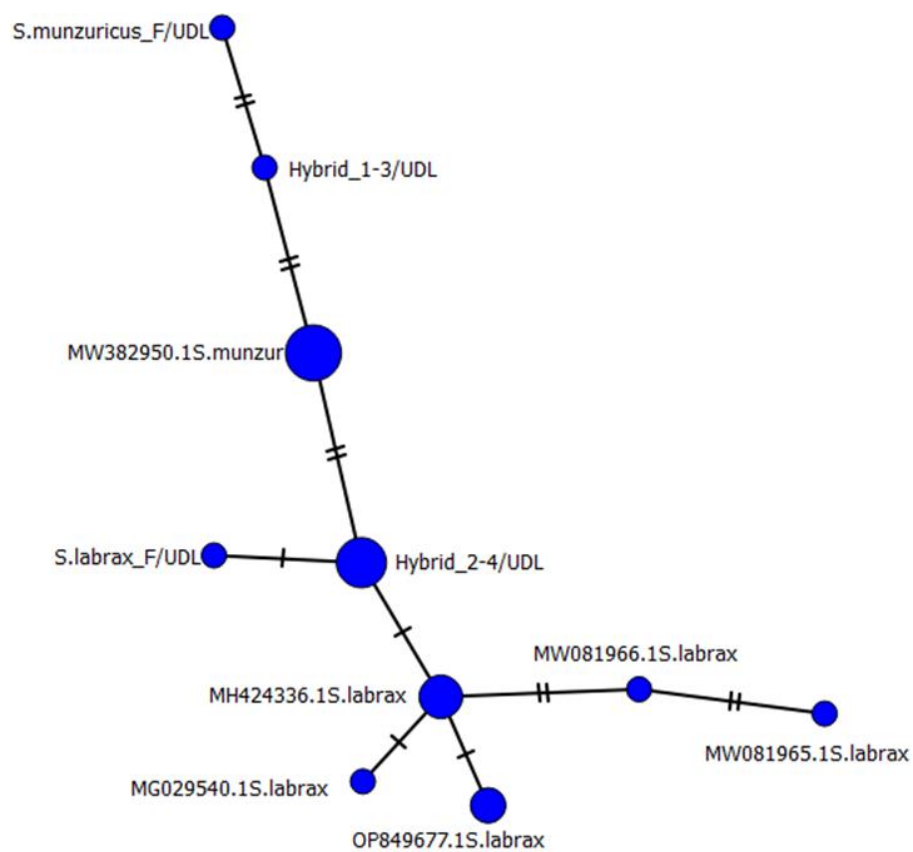 S.munzuricus_F/UDL
Hybrid_1-3/UDL
MW382950.1S.munzur
S.labrax_F/UDL
Hybrid_2-4/UDL
MW081966.1S.labrax
MH424336.1S.labrax
MW081965.1S.labrax
MG029540.1S.labrax
OP849677.1S.labrax